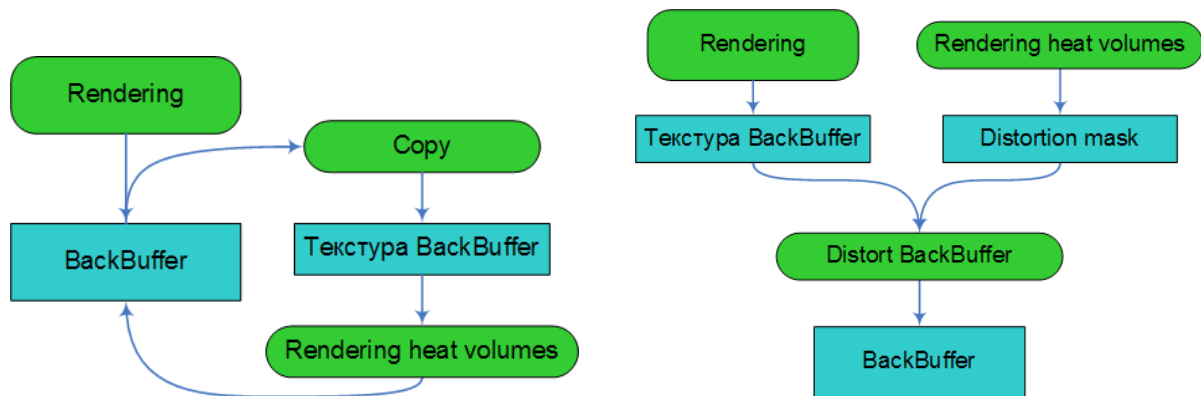 Rendering
Copy
BackBuffer
Текстура BackBuffer
Rendering heat volumes
Rendering
Rendering heat volumes
Текстура BackBuffer
Distortion mask
Distort BackBuffer
BackBuffer